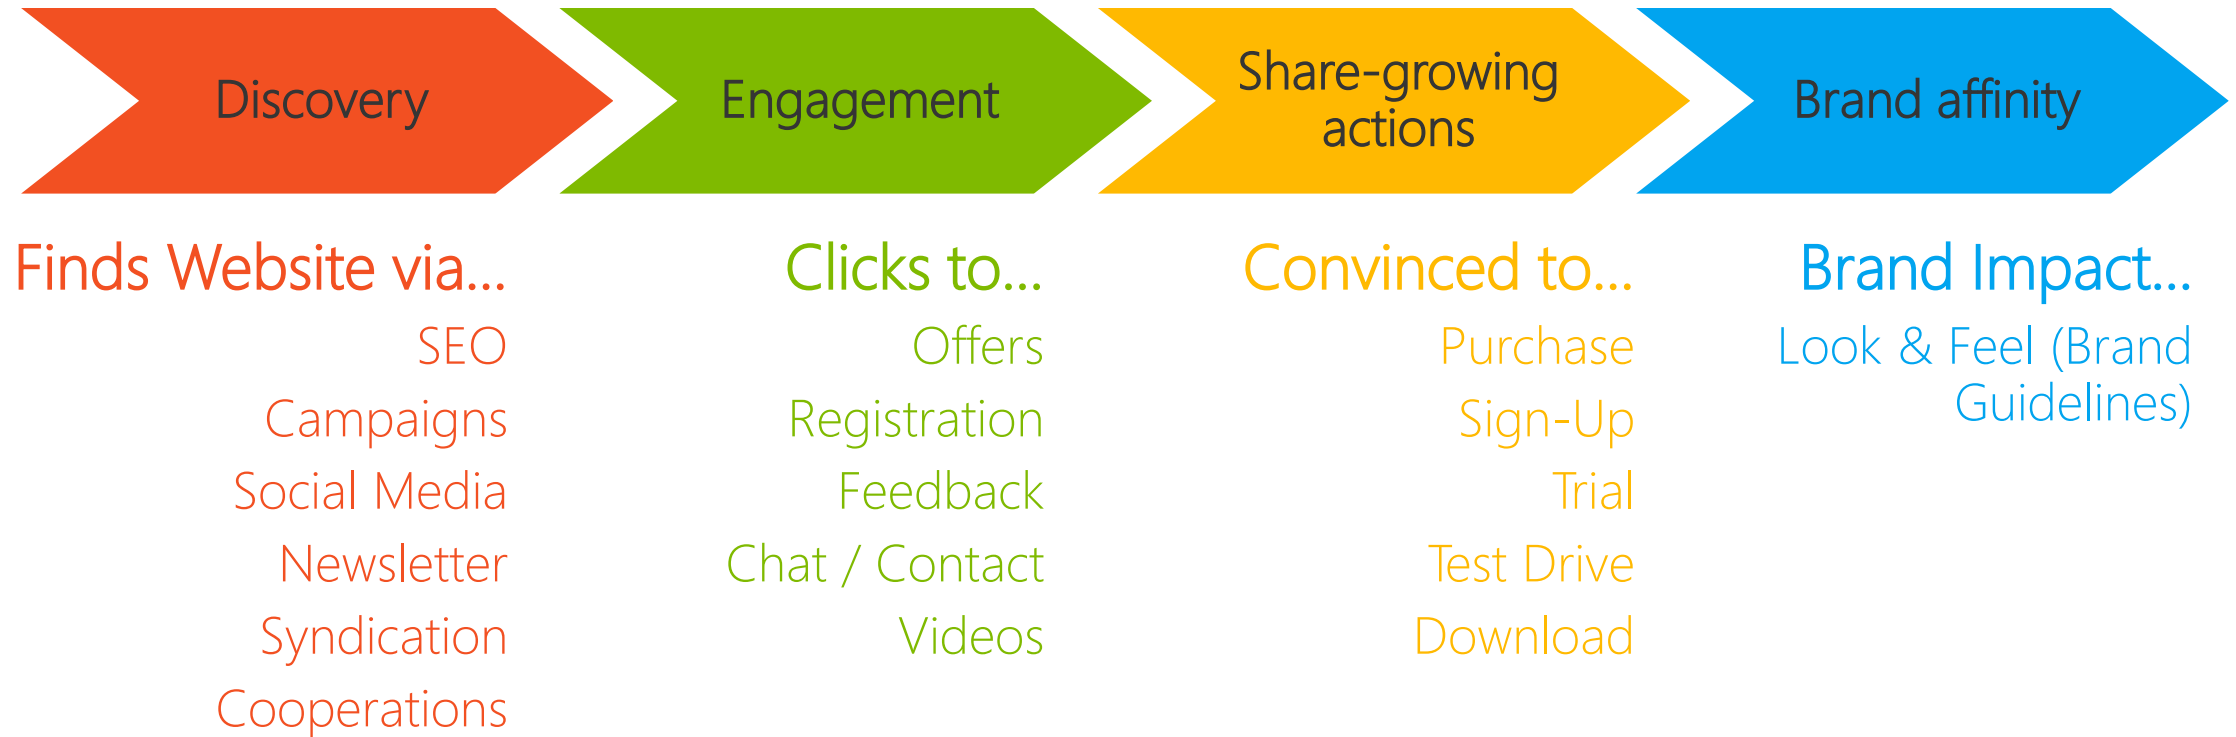 Discovery
Engagement
Share-growing
actions
Brand affinity
Finds Website via...
SEO
Campaigns
Social Media
Newsletter
Syndication
Cooperations
Clicks to...
Offers
Registration
Feedback
Chat / Contact
Videos
Convinced to...
Purchase
Sign-Up
Trial
Test Drive
Download
Brand Impact...
Look & Feel (Brand
Guidelines)